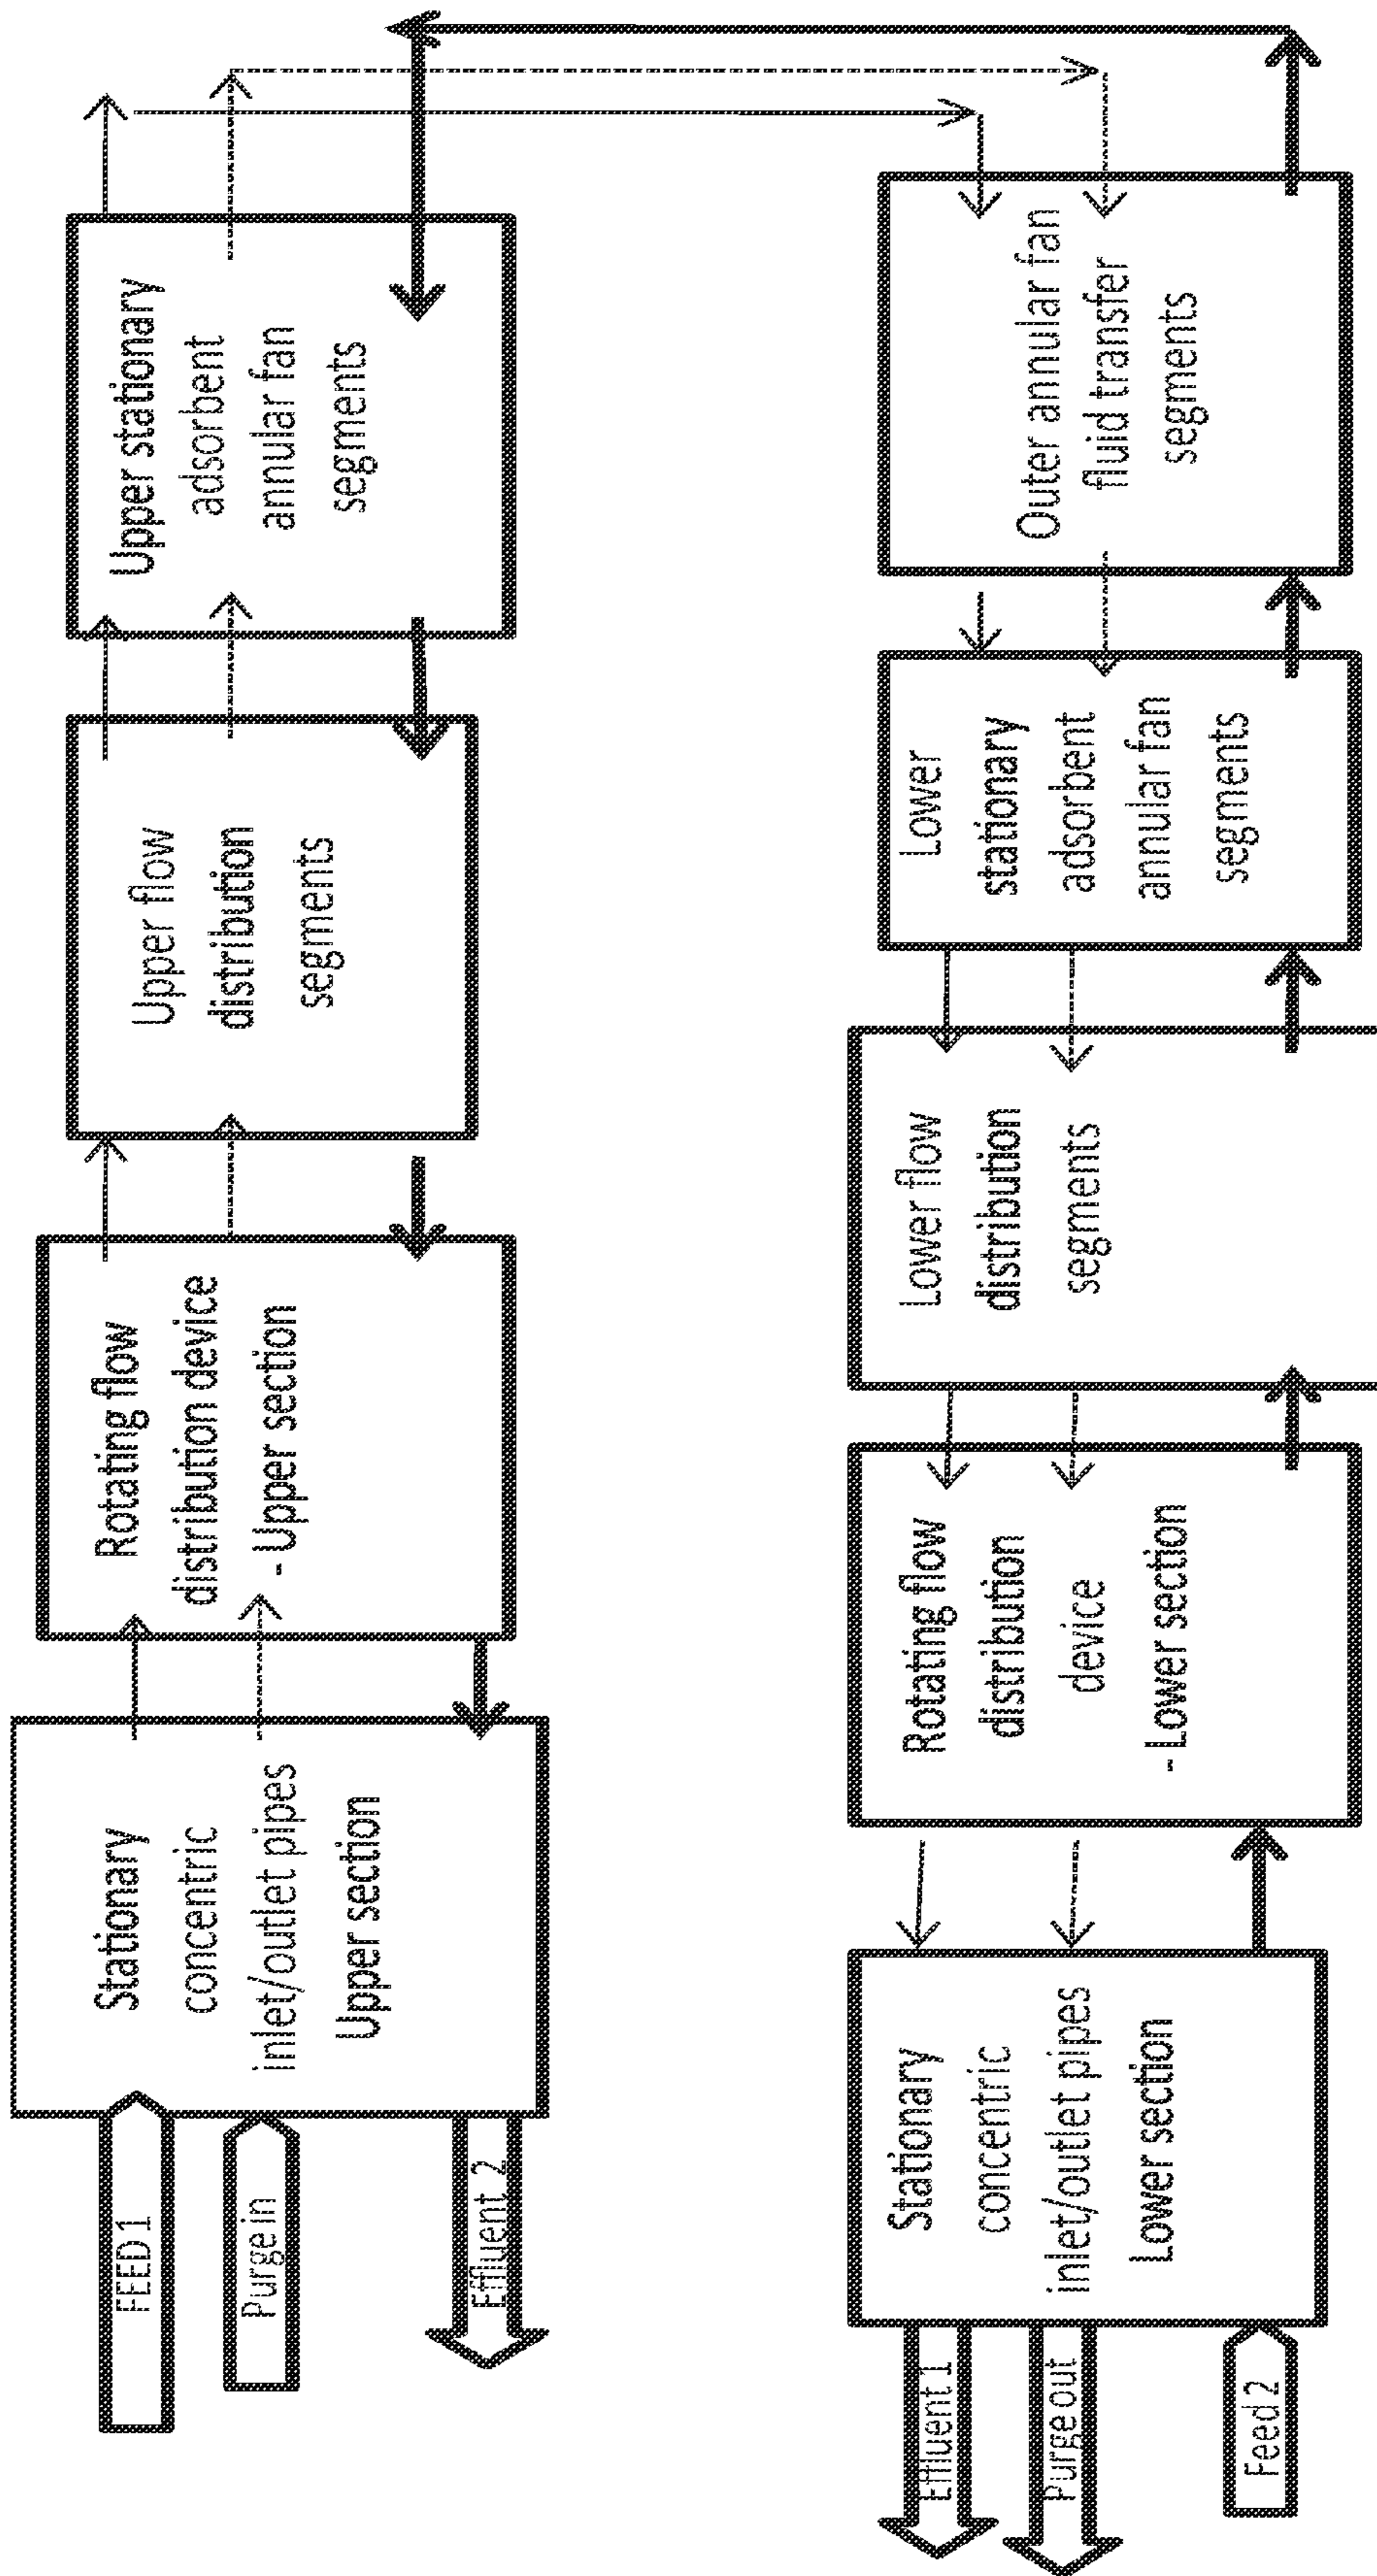 FEED 1
Purge in
Effluent 2
Stationary
concentric
inlet/outlet pipes
Upper section
Rotating flow
distribution device
- Upper section
Upper flow
distribution
segments
Upper stationary
adsorbent
annular fan
segments
Effluent 1
Purge out
Feed 2
Stationary
concentric
inlet/outlet pipes
Lower section
Rotating flow
distribution
device
- Lower section
Lower flow
distribution
segments
Lower
stationary
adsorbent
annular fan
segments
Outer annular fan
fluid transfer
segments